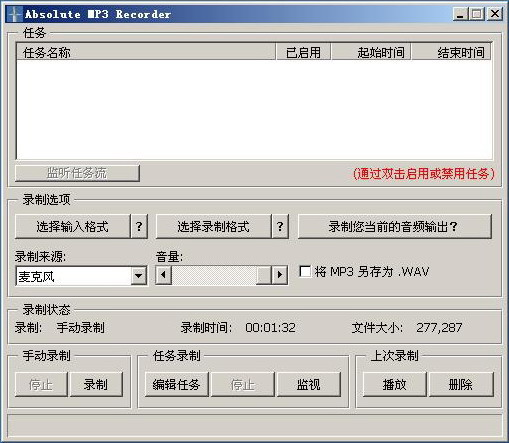 Absolute MP3 Recorder
任务
任务名称 已启用 起始时间 结束时间
监听任务流 (通过双击启用或禁用任务)
录制选项
选择输入格式 ? 选择录制格式 ? 录制您当前的音频输出?
录制来源: 音量:
麦克风 将 MP3 另存为 .WAV
录制状态
录制: 手动录制 录制时间: 00:01:32 文件大小: 277,287
手动录制 任务录制 上次录制
停止 录制 编辑任务 停止 监视 播放 删除